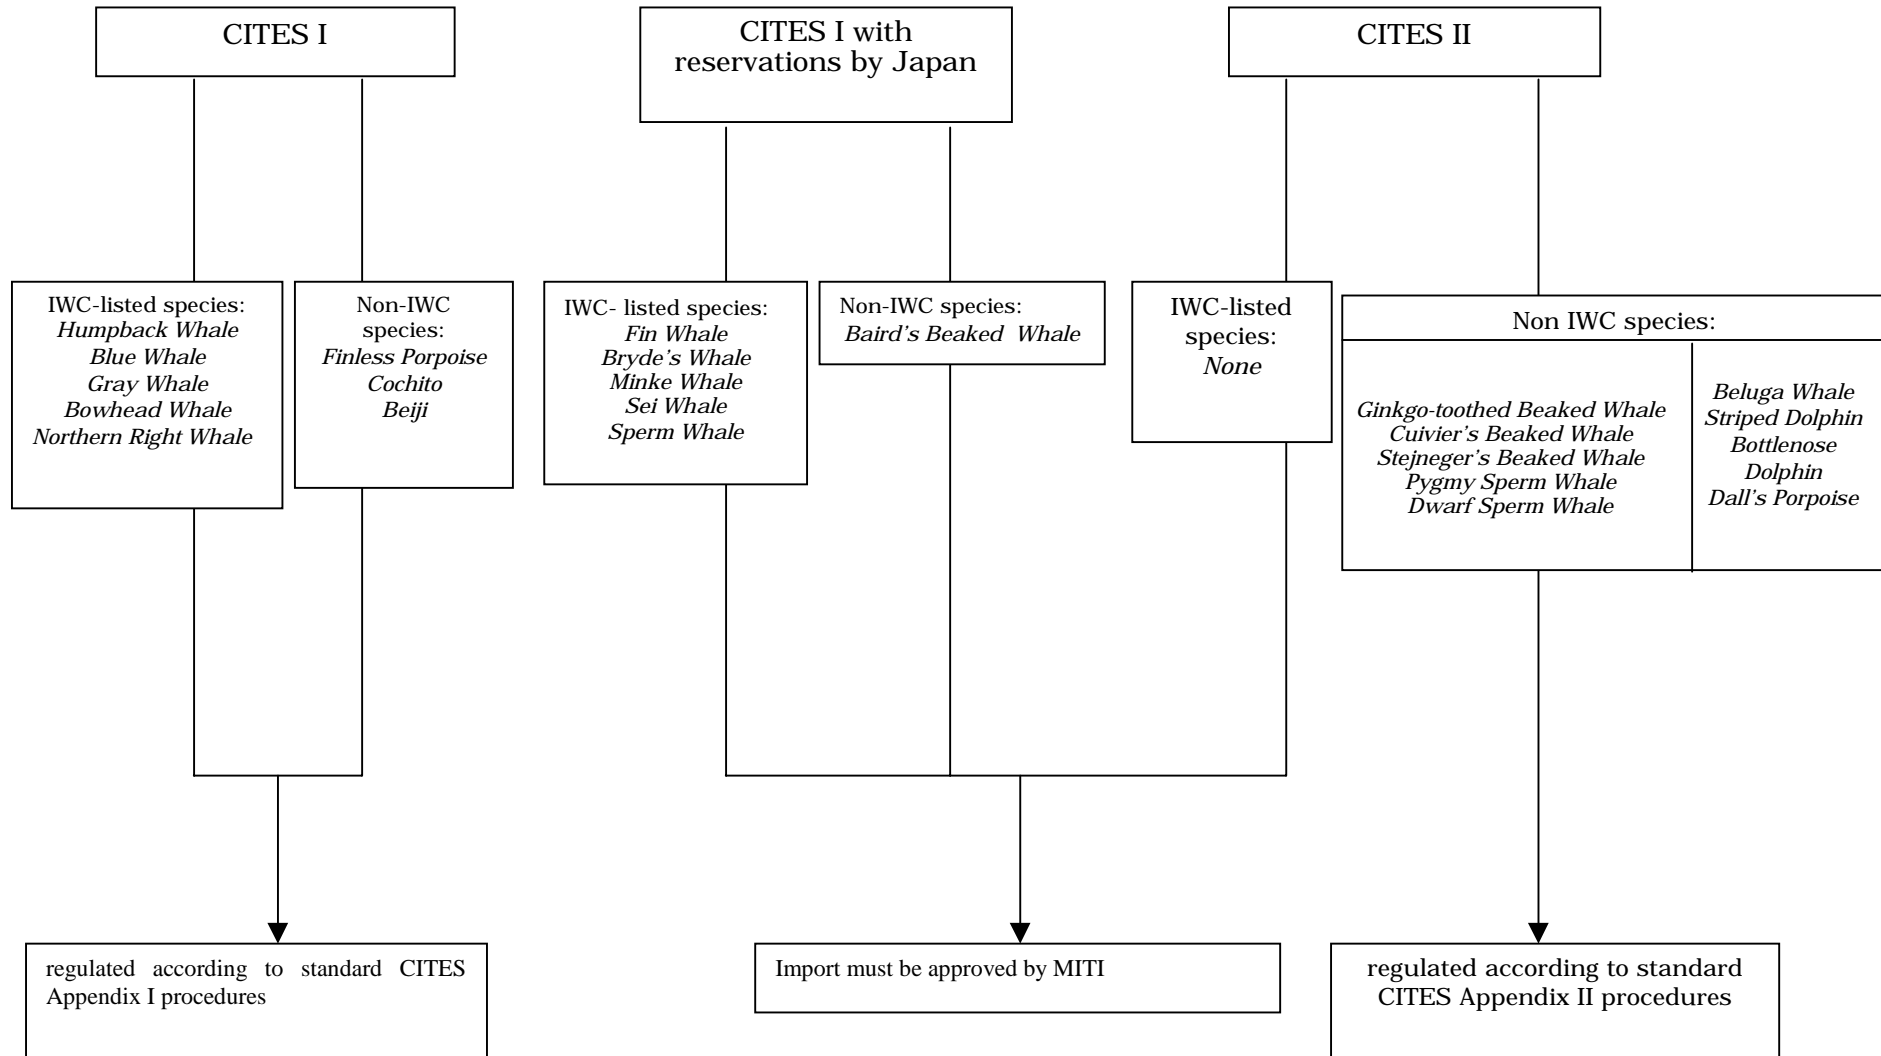 CITES I
CITES I with
reservations by Japan
CITES II
IWC-listed species:
Humpback Whale
Blue Whale
Gray Whale
Bowhead Whale
Northern Right Whale
Non-IWC
species:
Finless Porpoise
Cochito
Beiji
IWC- listed species:
Fin Whale
Bryde's Whale
Minke Whale
Sei Whale
Sperm Whale
Non-IWC species:
Baird's Beaked Whale
IWC-listed
species:
None
Non IWC species:
Ginkgo-toothed Beaked Whale
Cuivier's Beaked Whale
Stejneger's Beaked Whale
Pygmy Sperm Whale
Dwarf Sperm Whale
Beluga Whale
Striped Dolphin
Bottlenose
Dolphin
Dall's Porpoise
regulated according to standard CITES
Appendix I procedures
Import must be approved by MITI
regulated according to standard
CITES Appendix II procedures